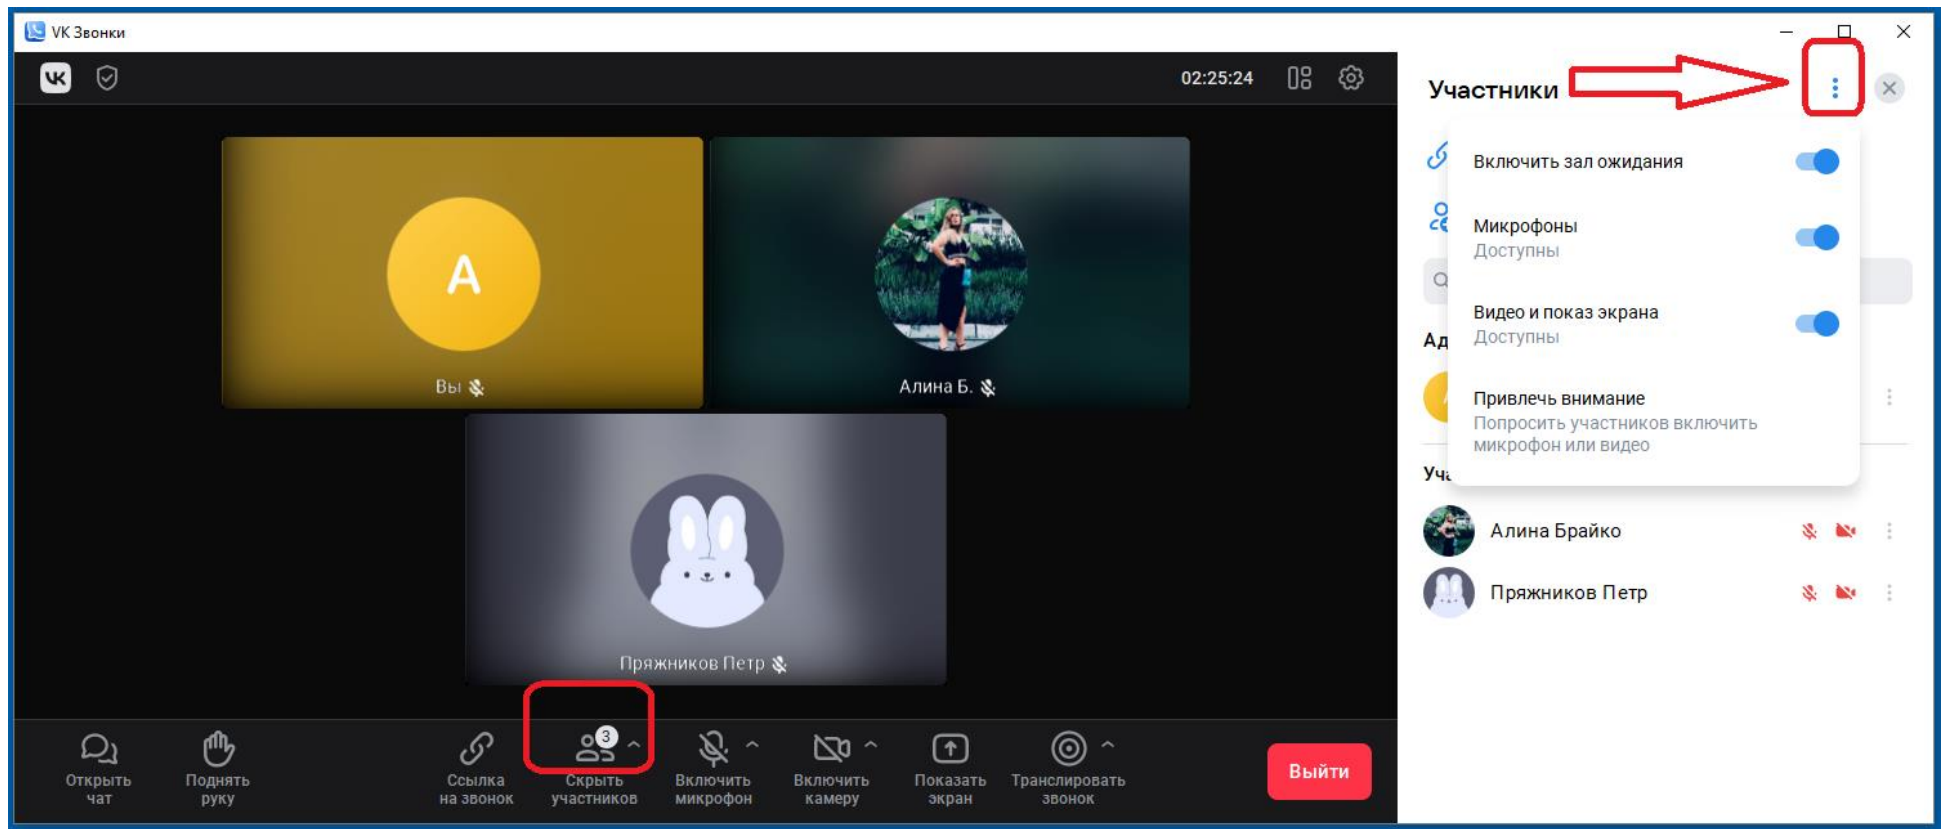 VK Звонки
02:25:24
Участники
Включить зал ожидания
Микрофоны
Доступны
Видео и показ экрана
Доступны
Привлечь внимание
Попросить участников включить
микрофон или видео
Алина Брайко
Пряжников Петр
A
Вы
Алина Б.
Пряжников Петр
Открыть
чат
Поднять
руку
Ссылка
на звонок
3
Скрыть
участников
Включить
микрофон
Включить
камеру
Показать
экран
Транслировать
звонок
Выйти